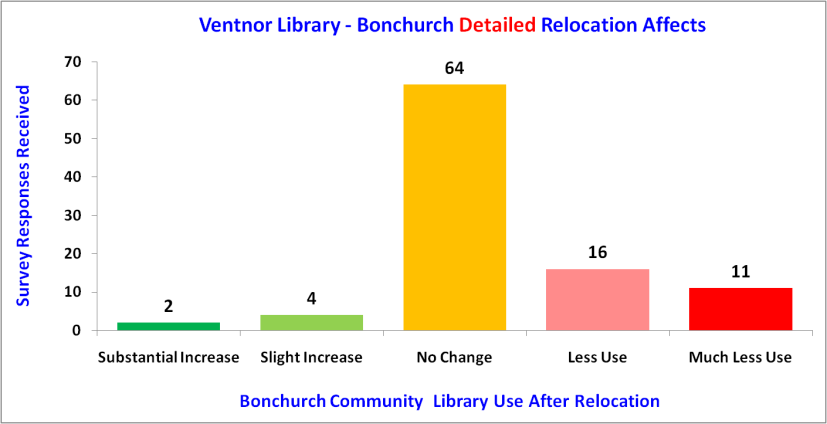 Ventnor Library - Bonchurch Detailed Relocation Affects
Survey Responses Received
70
60
50
40
30
20
10
0
2
4
64
16
11
Substantial Increase
Slight Increase
No Change
Less Use
Much Less Use
Bonchurch Community  Library Use After Relocation